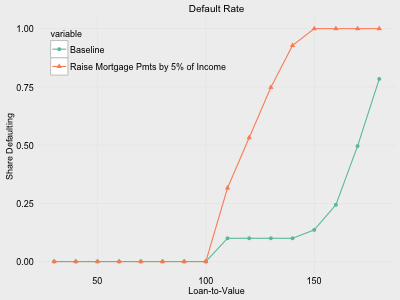 Default Rate
variable
Baseline
Raise Mortgage Pmts by 5% of Income
1.00
0.75
0.50
0.25
0.00
Share Defaulting
50
100
150
Loan-to-Value